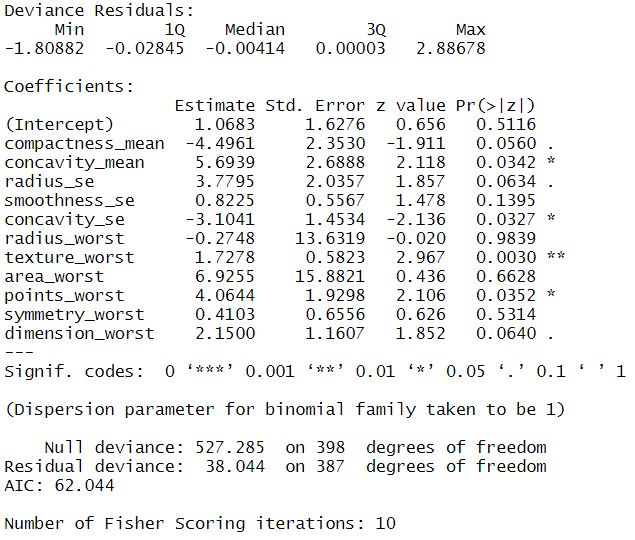 Deviance Residuals:
Min 1Q Median 3Q Max
-1.80882 -0.02845 -0.00414 0.00003 2.88678
Coefficients:
Estimate Std. Error z value Pr(>|z|)
(Intercept) 1.0683 1.6276 0.656 0.5116
compactness_mean -4.4961 2.3530 -1.911 0.0560 .
concavity_mean 5.6939 2.6888 2.118 0.0342 *
radius_se 3.7795 2.0357 1.857 0.0634 .
smoothness_se 0.8225 0.5567 1.478 0.1395
concavity_se -3.1041 1.4534 -2.136 0.0327 *
radius_worst -0.2748 13.6319 -0.020 0.9839
texture_worst 1.7278 0.5823 2.967 0.0030 **
area_worst 6.9255 15.8821 0.436 0.6628
points_worst 4.0644 1.9298 2.106 0.0352 *
symmetry_worst 0.4103 0.6556 0.626 0.5314
dimension_worst 2.1500 1.1607 1.852 0.0640 .
---
Signif. codes: 0 ‘***’ 0.001 ‘**’ 0.01 ‘*’ 0.05 ‘.’ 0.1 ‘ ’ 1
(Dispersion parameter for binomial family taken to be 1)
Null deviance: 527.285 on 398 degrees of freedom
Residual deviance: 38.044 on 387 degrees of freedom
AIC: 62.044
Number of Fisher Scoring iterations: 10